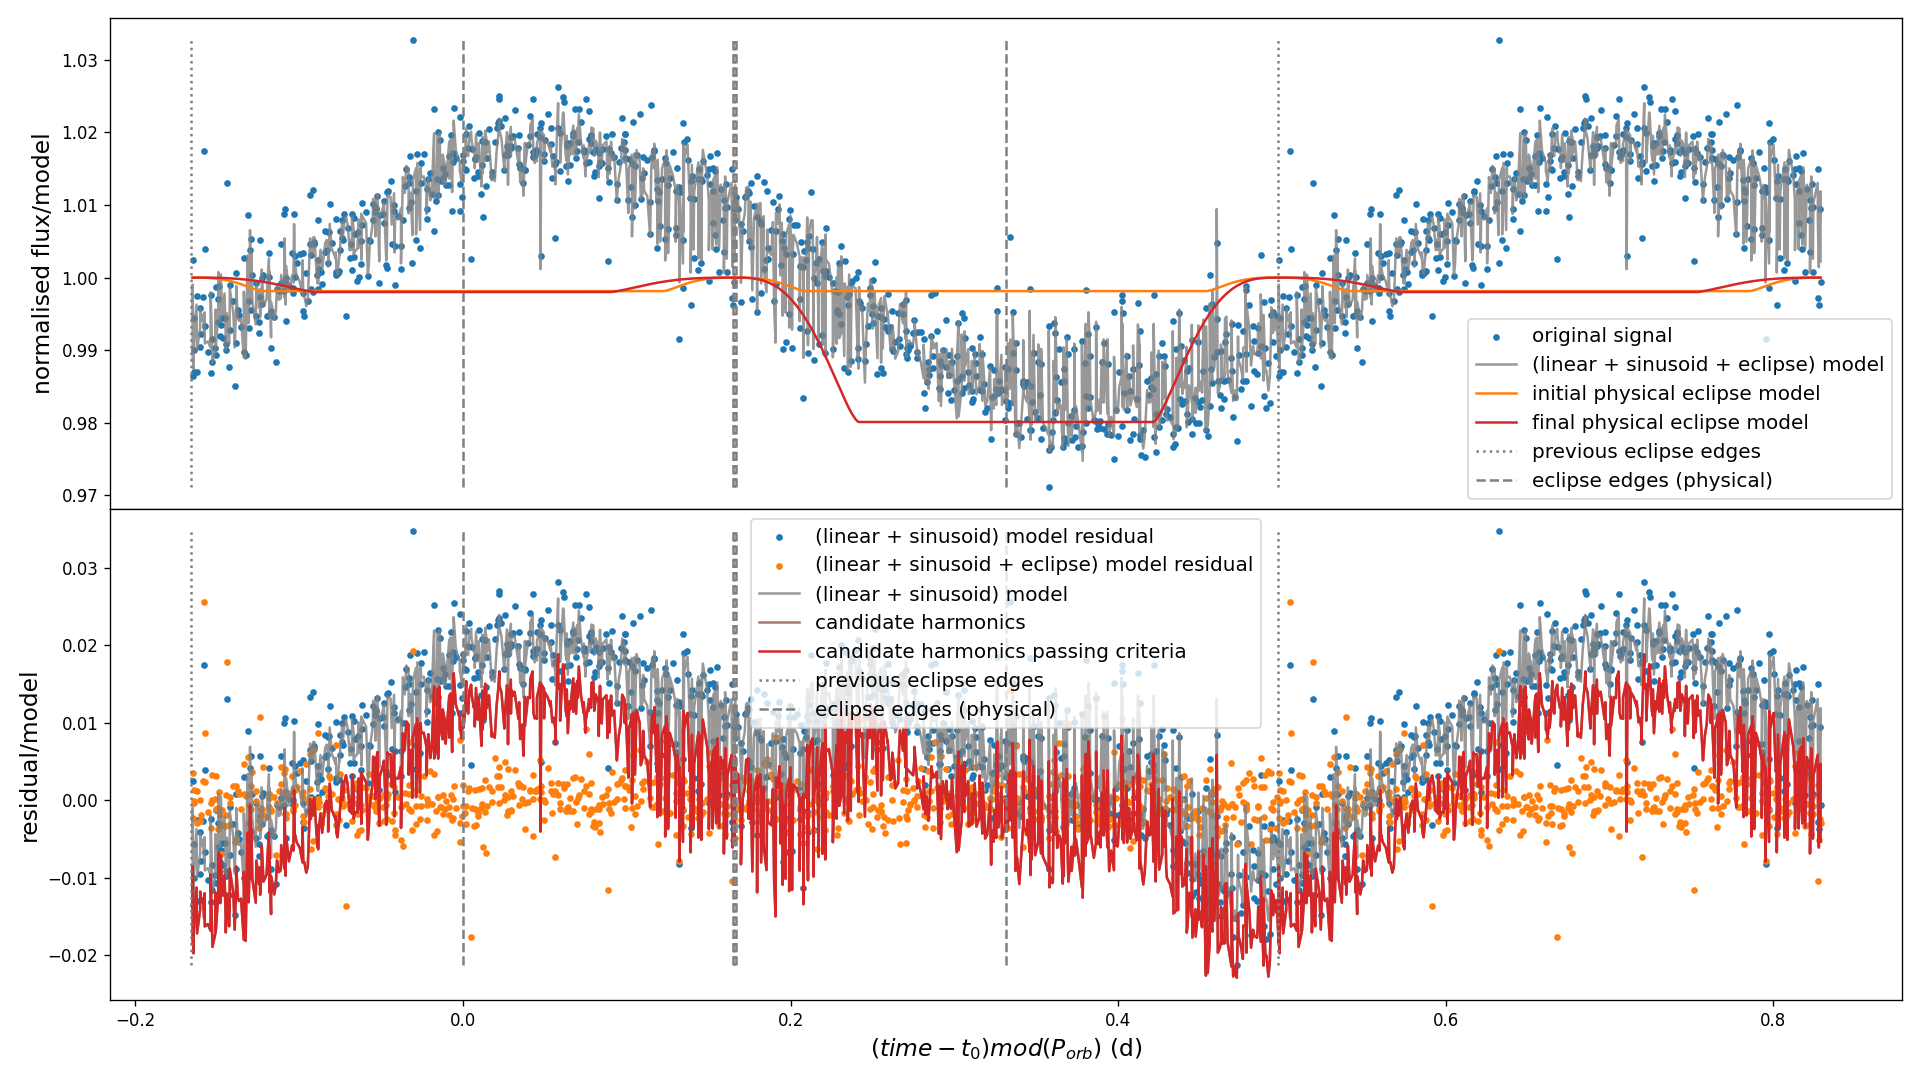 normalised flux/model
1.03
1.02
1.01
1.00
0.99
0.98
0.97
original signal
(linear + sinusoid + eclipse) model
initial physical eclipse model
final physical eclipse model
previous eclipse edges
eclipse edges (physical)
residual/model
0.03
0.02
0.01
0.00
−0.01
−0.02
(linear + sinusoid) model residual
(linear + sinusoid + eclipse) model residual
(linear + sinusoid) model
candidate harmonics
candidate harmonics passing criteria
previous eclipse edges
eclipse edges (physical)
−0.2 0.0 0.2 0.4 0.6 0.8
(time − t₀)mod(P_orb) (d)